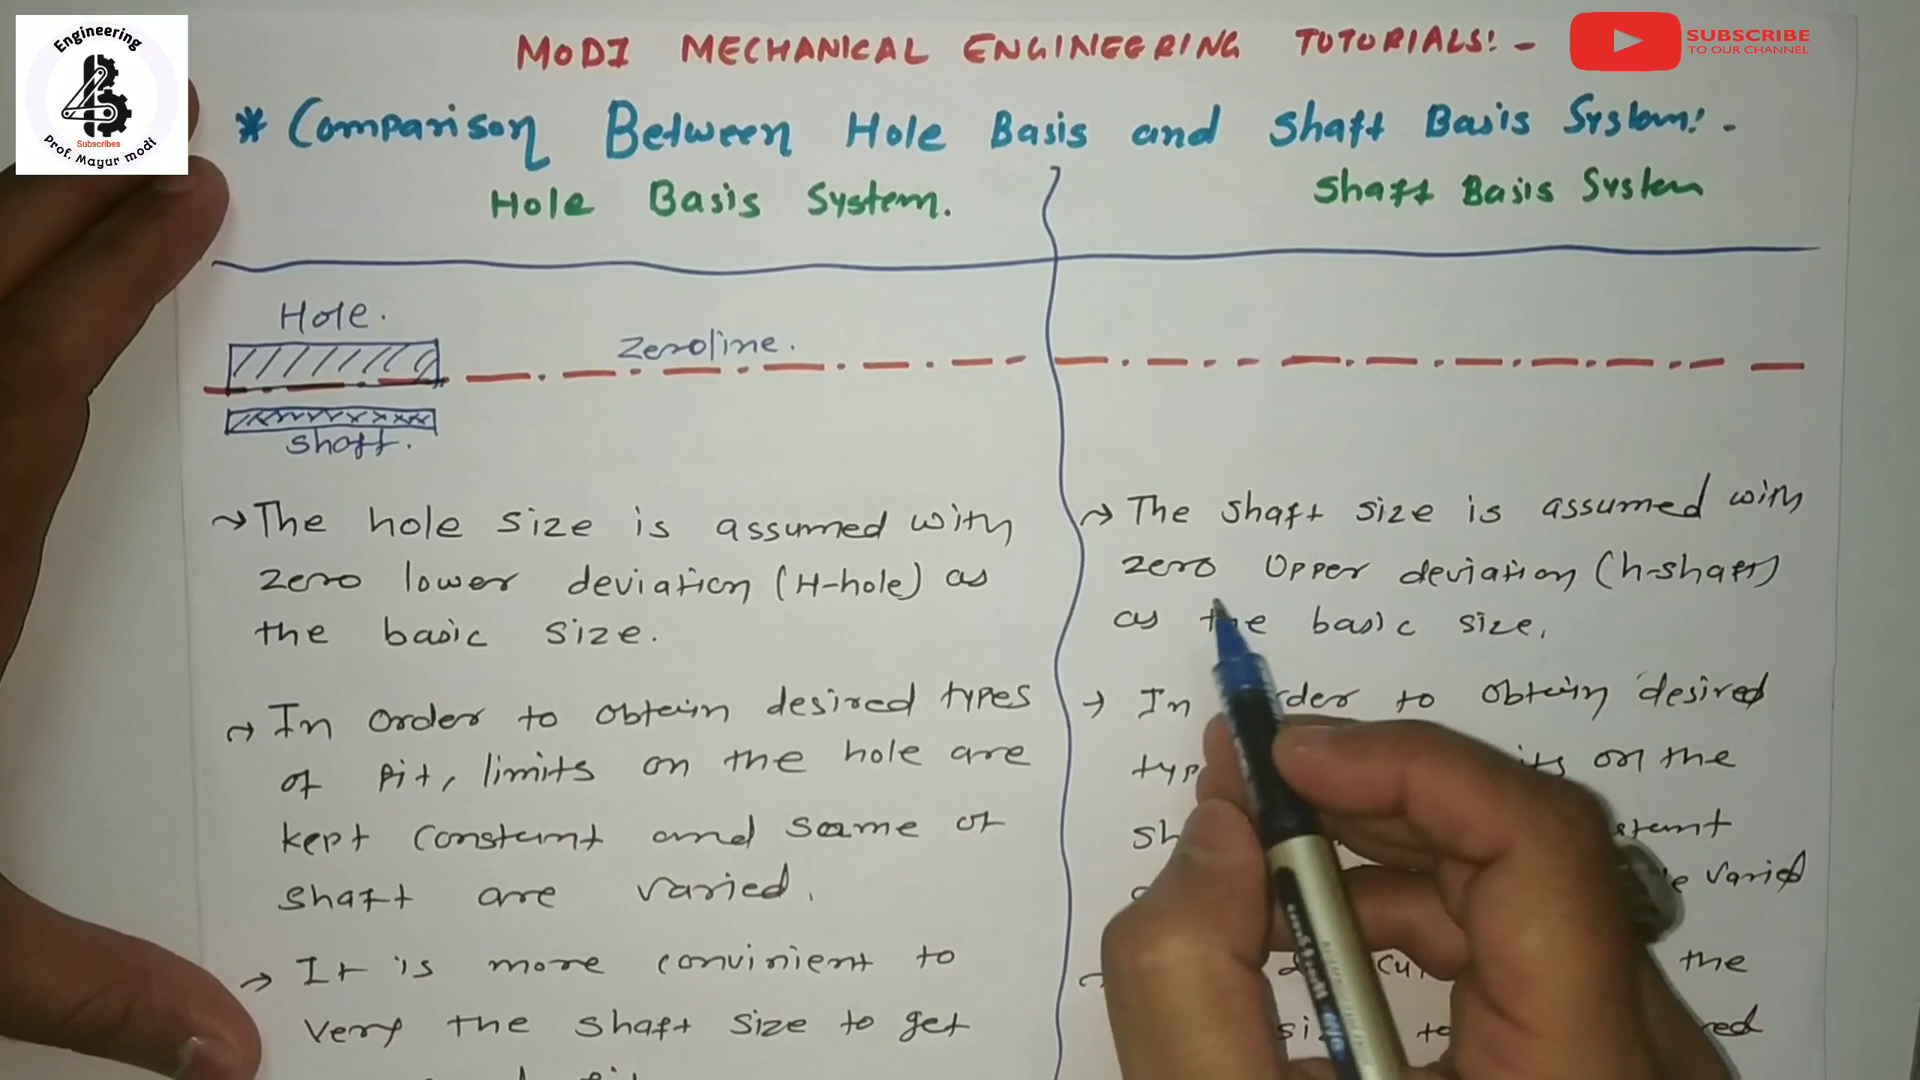 Engineering
Subscribes
Prof. Mayur modi
MODI MECHANICAL ENGINEERING TUTORIALS:-
SUBSCRIBE
TO OUR CHANNEL
* Comparison Between Hole Basis and Shaft Basis System:-
Hole Basis System.
Shaft Basis System
Hole.
Zeroline.
Shaft.
→ The hole size is assumed with
zero lower deviation (H-hole) as
the basic size.
→ In order to obtain desired types
of fit, limits on the hole are
kept constant and same of
shaft are varied.
→ It is more convinient to
very the shaft size to get
→ The shaft size is assumed with
zero Upper deviation (h-shaft)
as the basic size.
→ In order to obtain desired
on the
varied
the